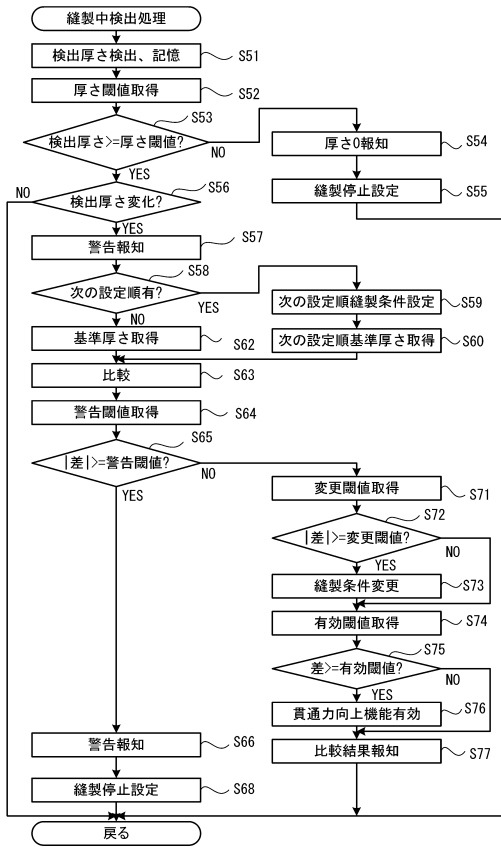 縫製中検出処理
検出厚さ検出、記憶 S51
厚さ閾値取得 S52
S53
検出厚さ>=厚さ閾値?
NO
YES
厚さ0報知 S54
縫製停止設定 S55
NO
S56
検出厚さ変化?
YES
警告報知 S57
S58
次の設定順有?
YES
NO
次の設定順縫製条件設定 S59
次の設定順基準厚さ取得 S60
基準厚さ取得 S62
比較 S63
警告閾値取得 S64
S65
|差|>=警告閾値?
NO
YES
変更閾値取得 S71
S72
|差|>=変更閾値?
NO
YES
縫製条件変更 S73
有効閾値取得 S74
S75
差>=有効閾値?
NO
YES
貫通力向上機能有効 S76
比較結果報知 S77
警告報知 S66
縫製停止設定 S68
戻る